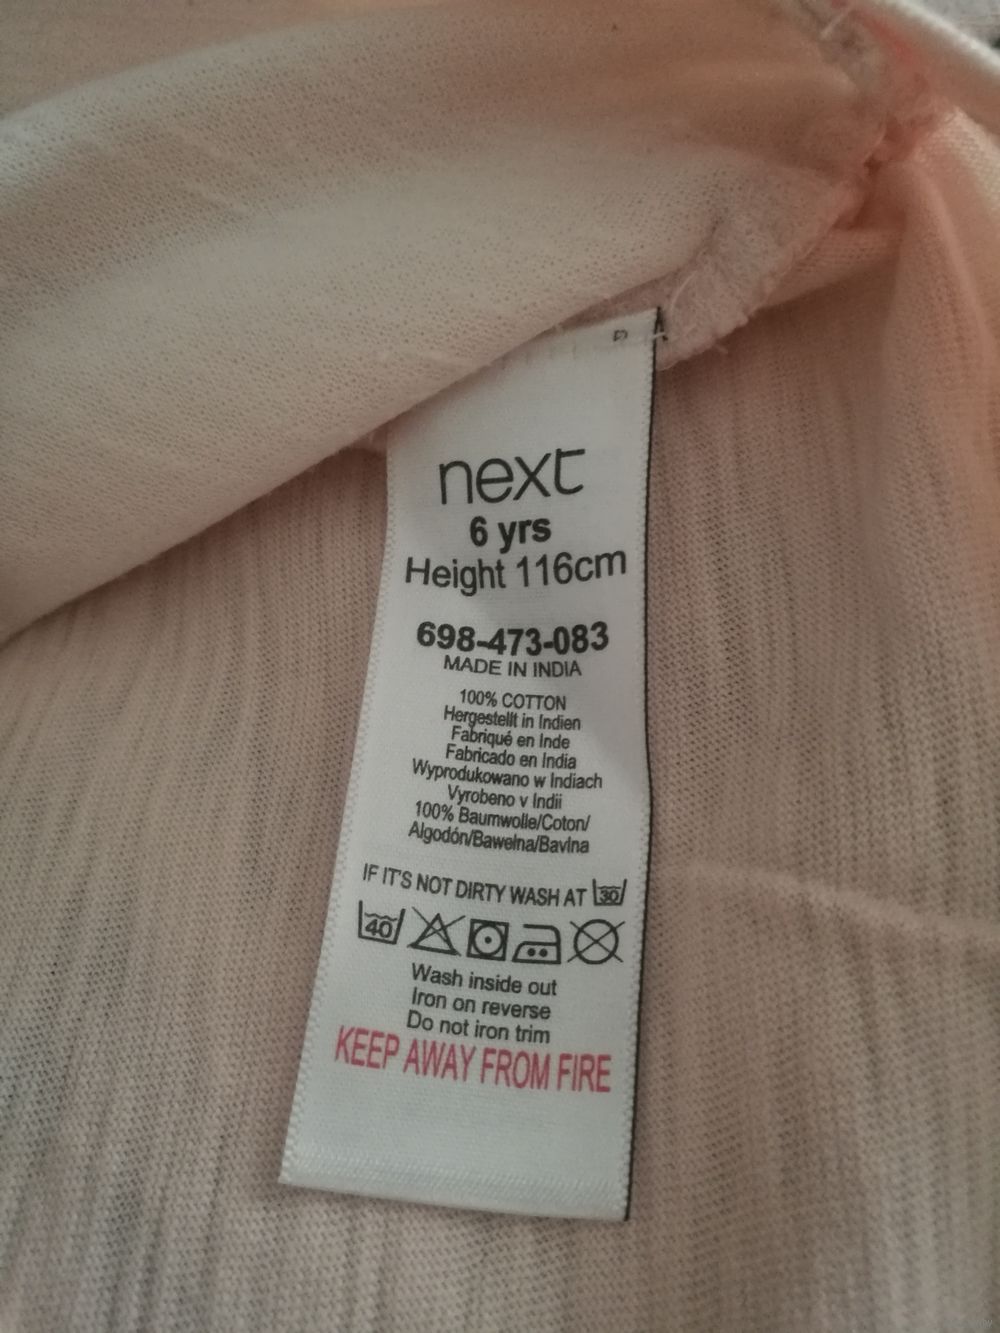 next
6 yrs
Height 116cm
698-473-083
MADE IN INDIA
100% COTTON
Hergestellt in Indien
Fabriqué en Inde
Fabricado en India
Wyprodukowano w Indiach
Vyrobeno v Indii
100% Baumwolle/Coton/
Algodón/Bawełna/Bavlna
IF IT'S NOT DIRTY WASH AT 30
40
Wash inside out
Iron on reverse
Do not iron trim
KEEP AWAY FROM FIRE